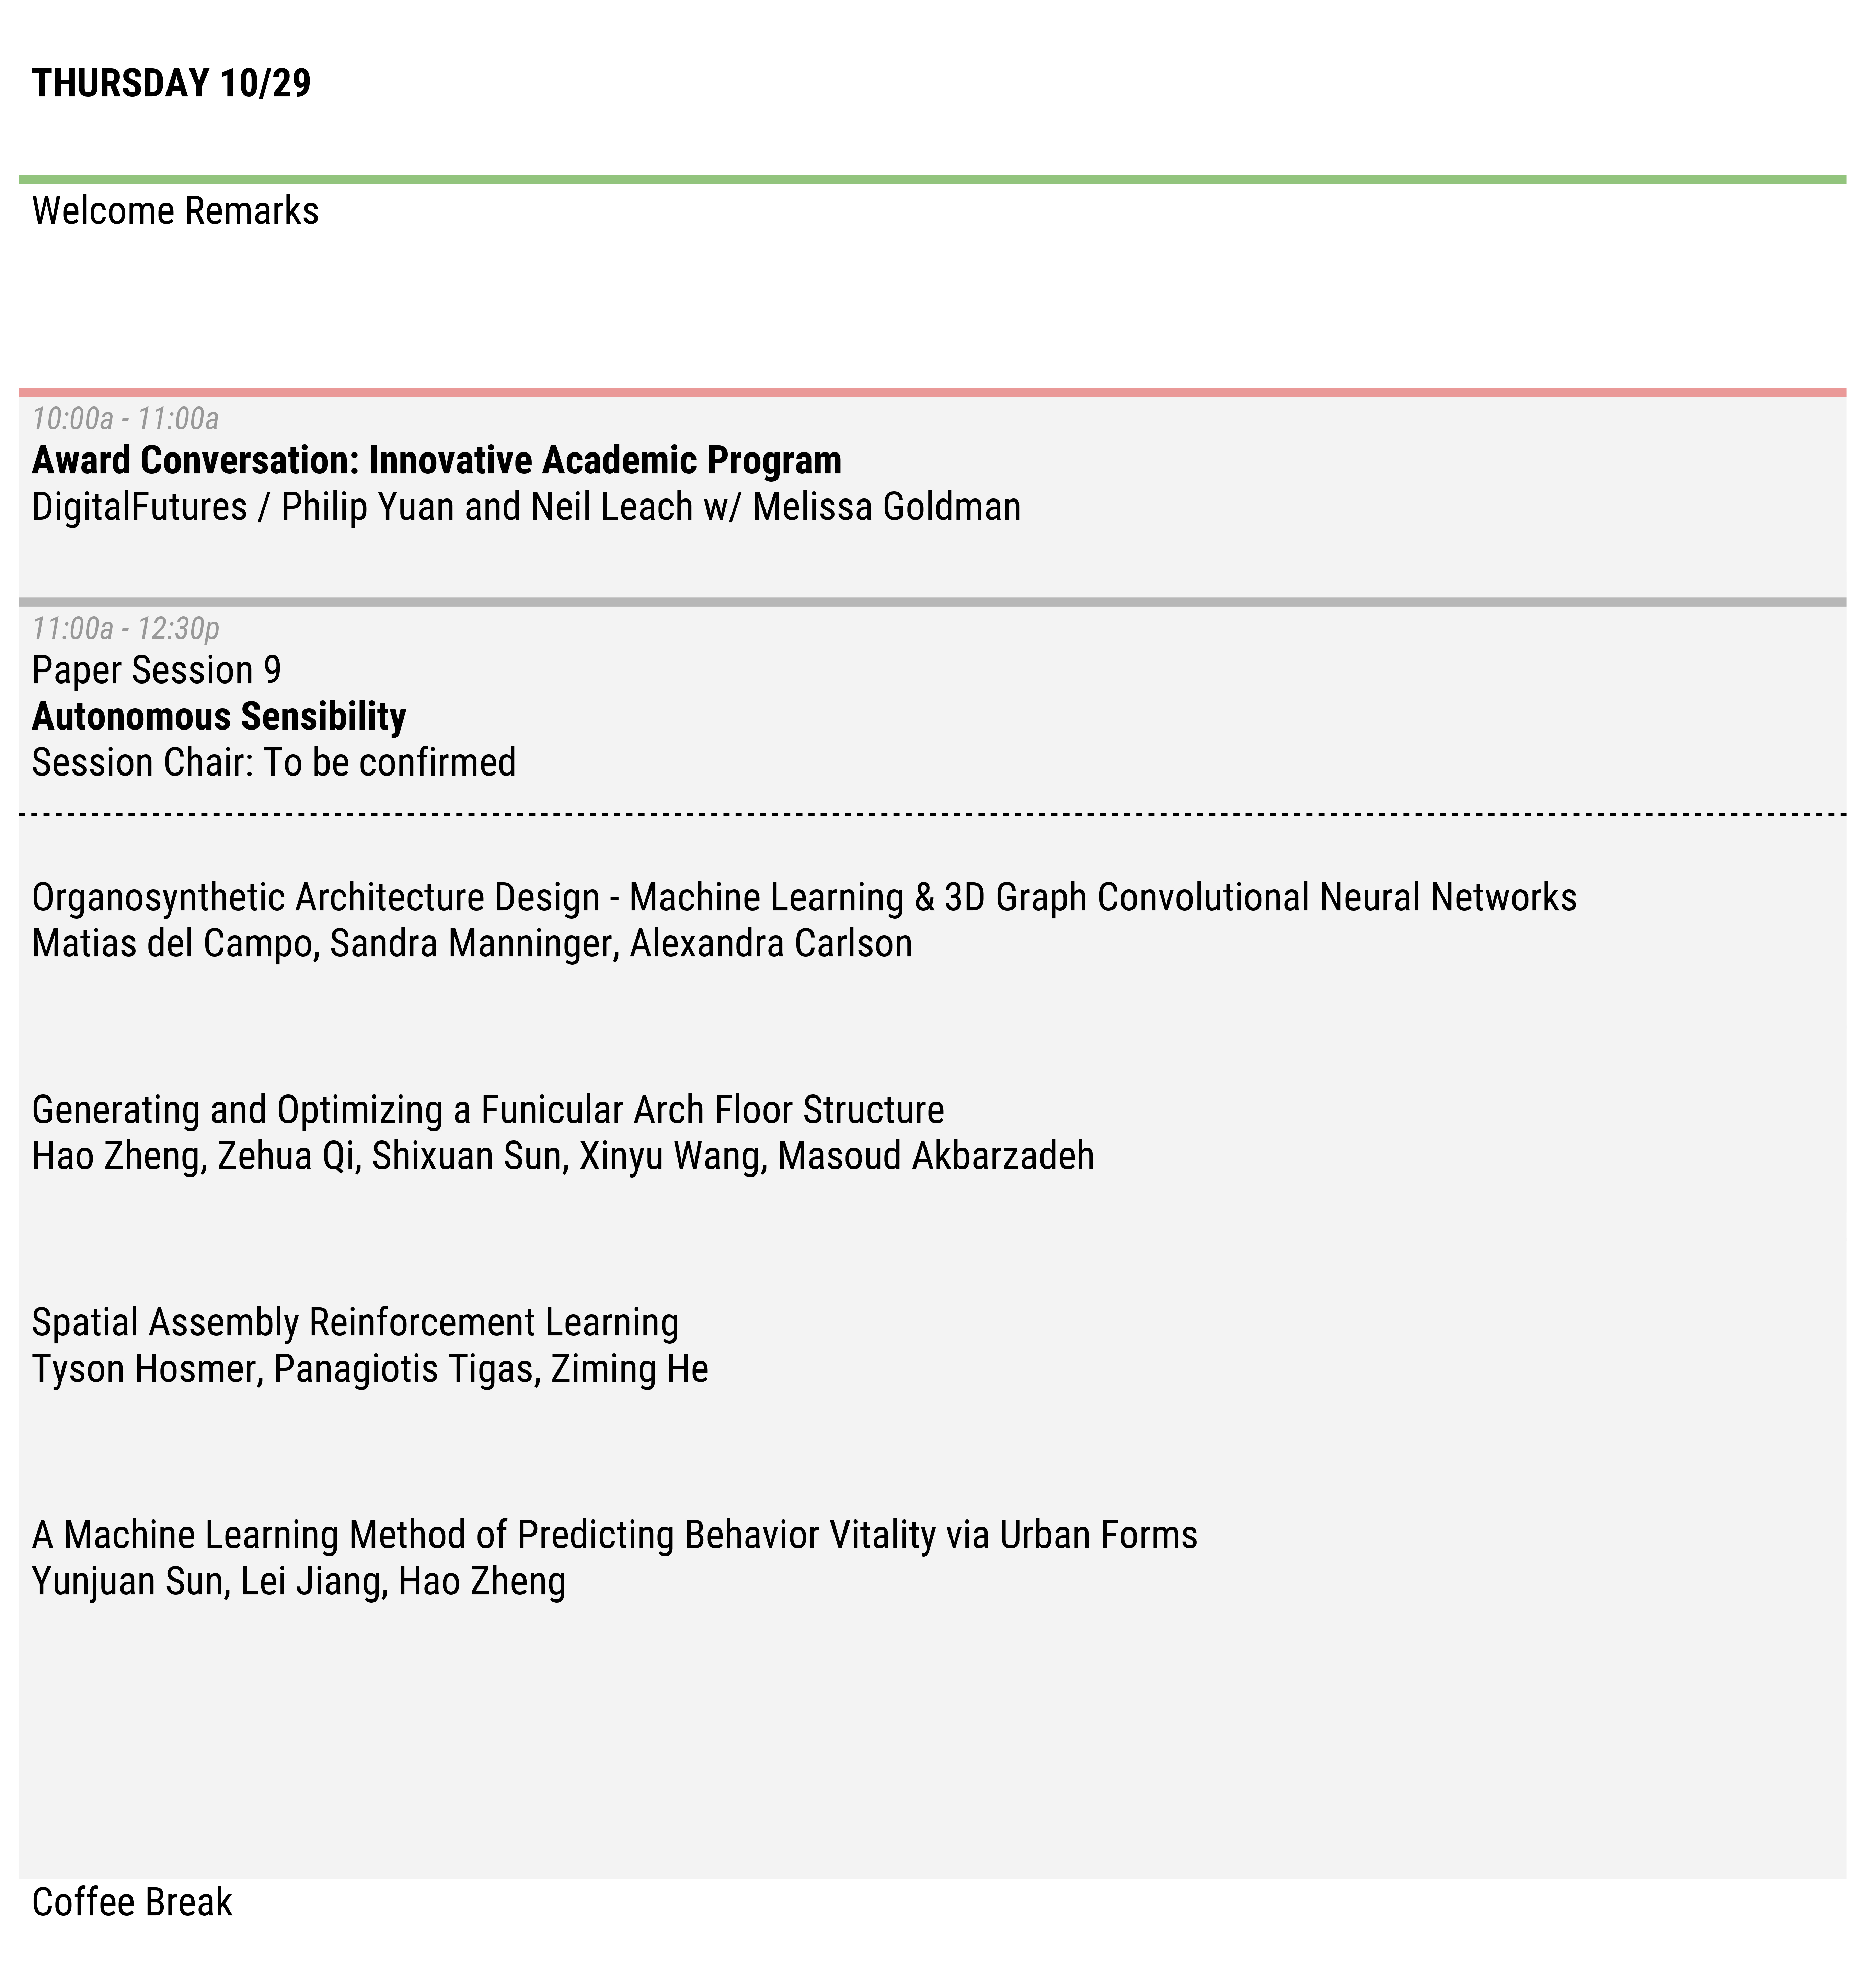 THURSDAY 10/29
Welcome Remarks
10:00a - 11:00a
Award Conversation: Innovative Academic Program
DigitalFutures / Philip Yuan and Neil Leach w/ Melissa Goldman
11:00a - 12:30p
Paper Session 9
Autonomous Sensibility
Session Chair: To be confirmed
Organosynthetic Architecture Design - Machine Learning & 3D Graph Convolutional Neural Networks
Matias del Campo, Sandra Manninger, Alexandra Carlson
Generating and Optimizing a Funicular Arch Floor Structure
Hao Zheng, Zehua Qi, Shixuan Sun, Xinyu Wang, Masoud Akbarzadeh
Spatial Assembly Reinforcement Learning
Tyson Hosmer, Panagiotis Tigas, Ziming He
A Machine Learning Method of Predicting Behavior Vitality via Urban Forms
Yunjuan Sun, Lei Jiang, Hao Zheng
Coffee Break